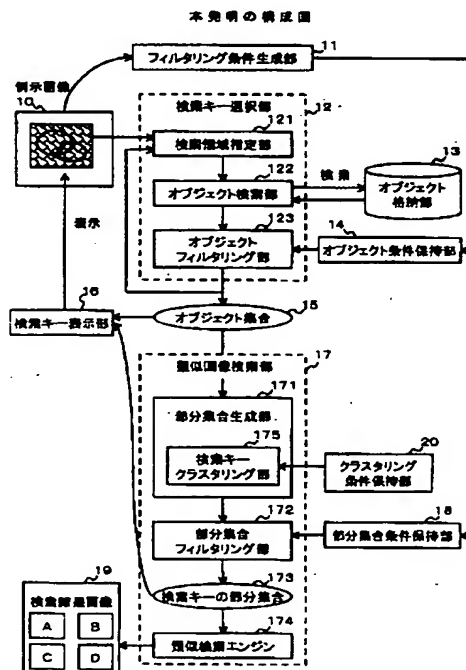 本発明の構成図
フィルタリング条件生成部
11
例示画像
10
検索キー選択部
12
121
検索領域指定部
122
検索
13
オブジェクト検索部
オブジェクト
格納部
123
表示
14
オブジェクト
フィルタリング部
オブジェクト条件保持部
16
15
検索キー表示部
オブジェクト集合
類似画像検索部
17
171
部分集合生成部
175
20
検索キー
クラスタリング部
クラスタリング
条件保持部
172
18
部分集合
フィルタリング部
部分集合条件保持部
19
173
検索結果画像
検索キーの部分集合
A B
174
C D
類似検索エンジン